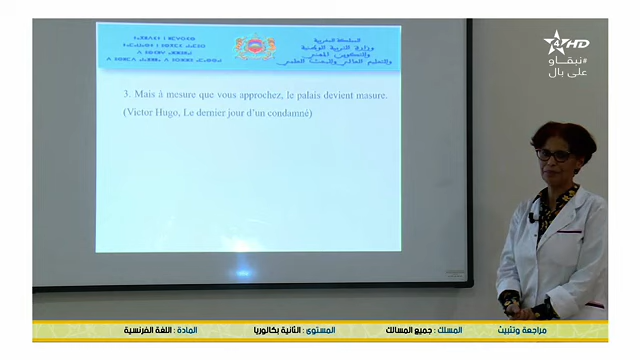 المملكة المغربية
وزارة التربية الوطنية
والتكوين المهني
والتعليم العالي والبحث العلمي
3. Mais à mesure que vous approchez, le palais devient masure.
(Victor Hugo, Le dernier jour d'un condamné)
4HD
#نبقاو
على بال
مراجعة وتثبيت
المسلك : جميع المسالك
المستوى : الثانية بكالوريا
المادة : اللغة الفرنسية